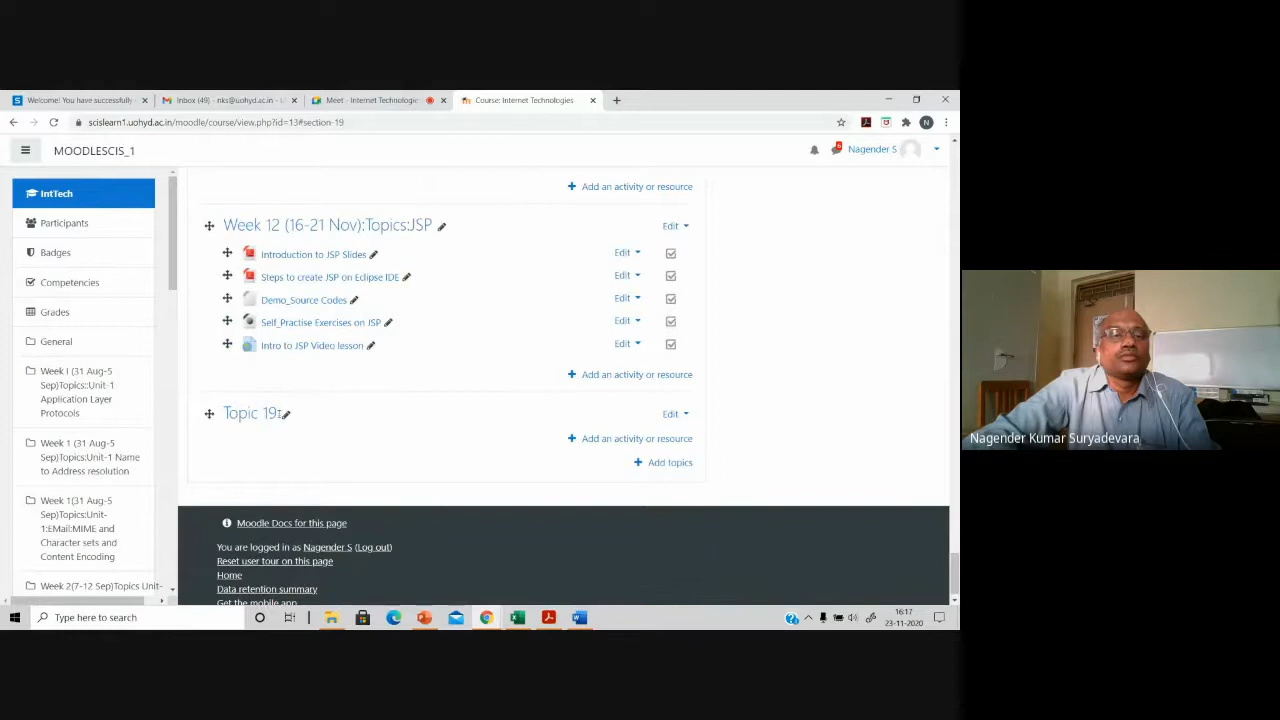 Welcome! You have successfully
Inbox (49) - nks@uohyd.ac.in - U
Meet - Internet Technologie
Course: Internet Technologies
scislearn1.uohyd.ac.in/moodle/course/view.php?id=13#section-19
N
MOODLESCIS_1
Nagender S
IntTech
Participants
Badges
Competencies
Grades
General
Week I (31 Aug-5
Sep)Topics::Unit-1
Application Layer
Protocols
Week 1 (31 Aug-5
Sep)Topics:Unit-1 Name
to Address resolution
Week 1(31 Aug-5
Sep)Topics:Unit-
1:EMail:MIME and
Character sets and
Content Encoding
Week 2(7-12 Sep)Topics Unit-
+ Add an activity or resource
Week 12 (16-21 Nov):Topics:JSP
Edit
Introduction to JSP Slides
Edit
Steps to create JSP on Eclipse IDE
Edit
Demo_Source Codes
Edit
Self_Practise Exercises on JSP
Edit
Intro to JSP Video lesson
Edit
+ Add an activity or resource
Topic 19
Edit
+ Add an activity or resource
+ Add topics
Moodle Docs for this page
You are logged in as Nagender S (Log out)
Reset user tour on this page
Home
Data retention summary
Get the mobile app
Type here to search
16:17
23-11-2020
Nagender Kumar Suryadevara